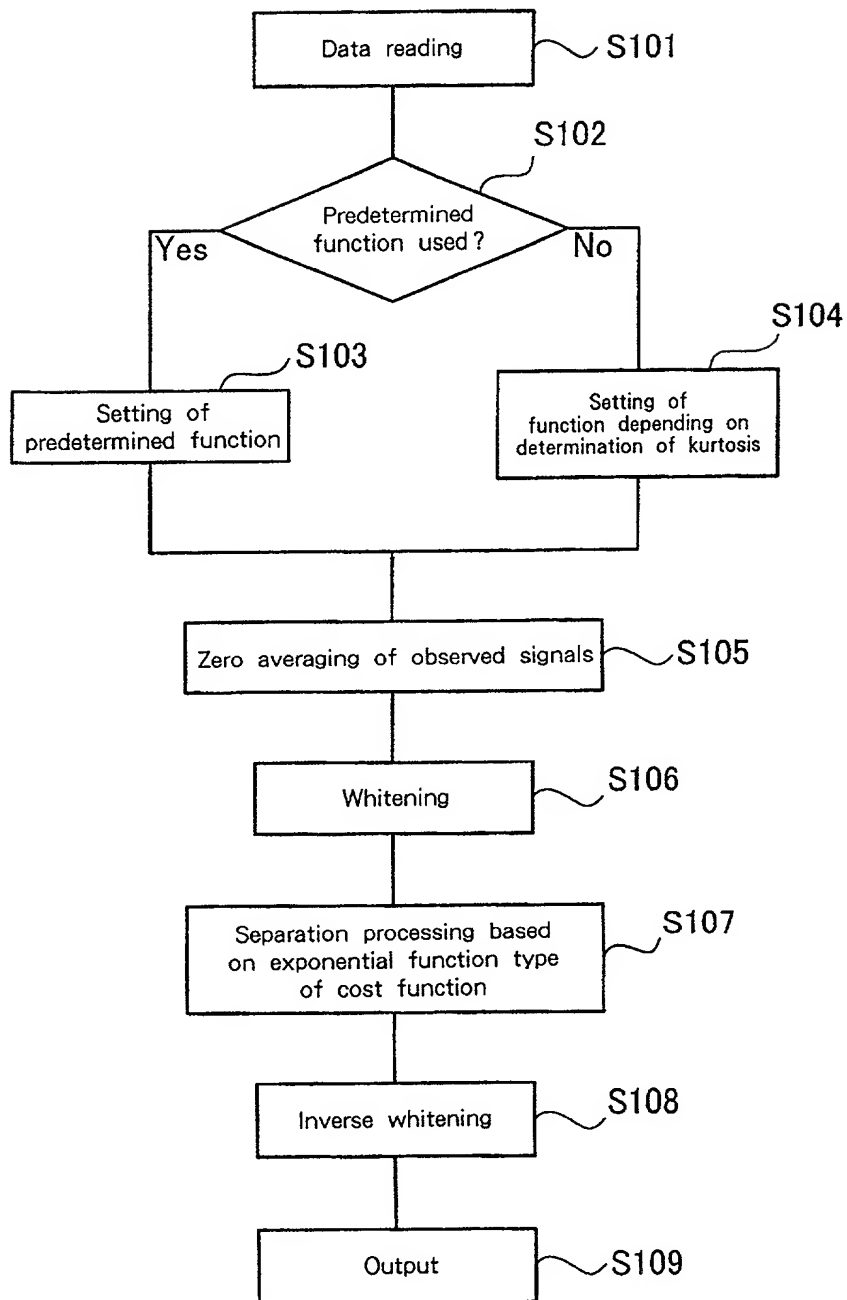 Data reading
S101
S102
Predetermined
function used?
Yes
No
S103
S104
Setting of
predetermined function
Setting of
function depending on
determination of kurtosis
Zero averaging of observed signals
S105
Whitening
S106
Separation processing based
on exponential function type
of cost function
S107
Inverse whitening
S108
Output
S109